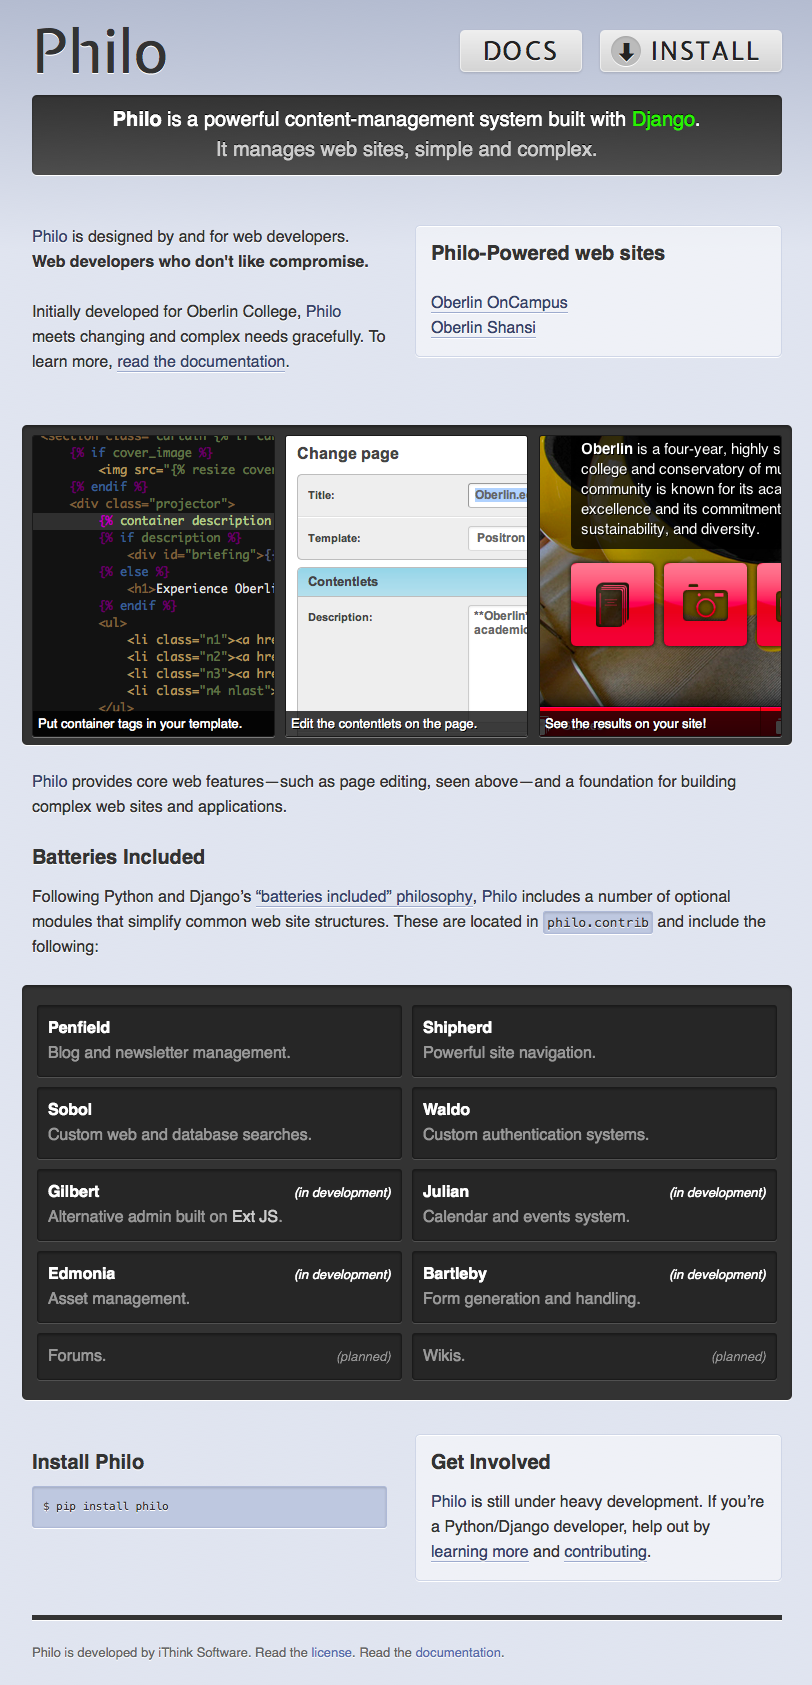 Philo
DOCS
INSTALL
Philo is a powerful content-management system built with Django.
It manages web sites, simple and complex.
Philo is designed by and for web developers.
Web developers who don't like compromise.
Initially developed for Oberlin College, Philo
meets changing and complex needs gracefully. To
learn more, read the documentation.
Philo-Powered web sites
Oberlin OnCampus
Oberlin Shansi
{% if cover_image %}
<img src="{% resize cove
{% endif %}
<div class="projector">
{% container description
{% if description %}
<div id="briefing">{
{% else %}
<h1>Experience Oberli
{% endif %}
<ul>
<li class="n1"><a hre
<li class="n2"><a hre
<li class="n3"><a hre
<li class="n4 nlast">
</ul>
Put container tags in your template.
Change page
Title:
Oberlin.e
Template:
Positron
Contentlets
Description:
**Oberlin*
academic
Edit the contentlets on the page.
Oberlin is a four-year, highly s
college and conservatory of mu
community is known for its aca
excellence and its commitment
sustainability, and diversity.
See the results on your site!
Philo provides core web features—such as page editing, seen above—and a foundation for building
complex web sites and applications.
Batteries Included
Following Python and Django’s “batteries included” philosophy, Philo includes a number of optional
modules that simplify common web site structures. These are located in philo.contrib and include the
following:
Penfield
Blog and newsletter management.
Shipherd
Powerful site navigation.
Sobol
Custom web and database searches.
Waldo
Custom authentication systems.
Gilbert (in development)
Alternative admin built on Ext JS.
Julian (in development)
Calendar and events system.
Edmonia (in development)
Asset management.
Bartleby (in development)
Form generation and handling.
Forums. (planned)
Wikis. (planned)
Install Philo
$ pip install philo
Get Involved
Philo is still under heavy development. If you’re
a Python/Django developer, help out by
learning more and contributing.
Philo is developed by iThink Software. Read the license. Read the documentation.